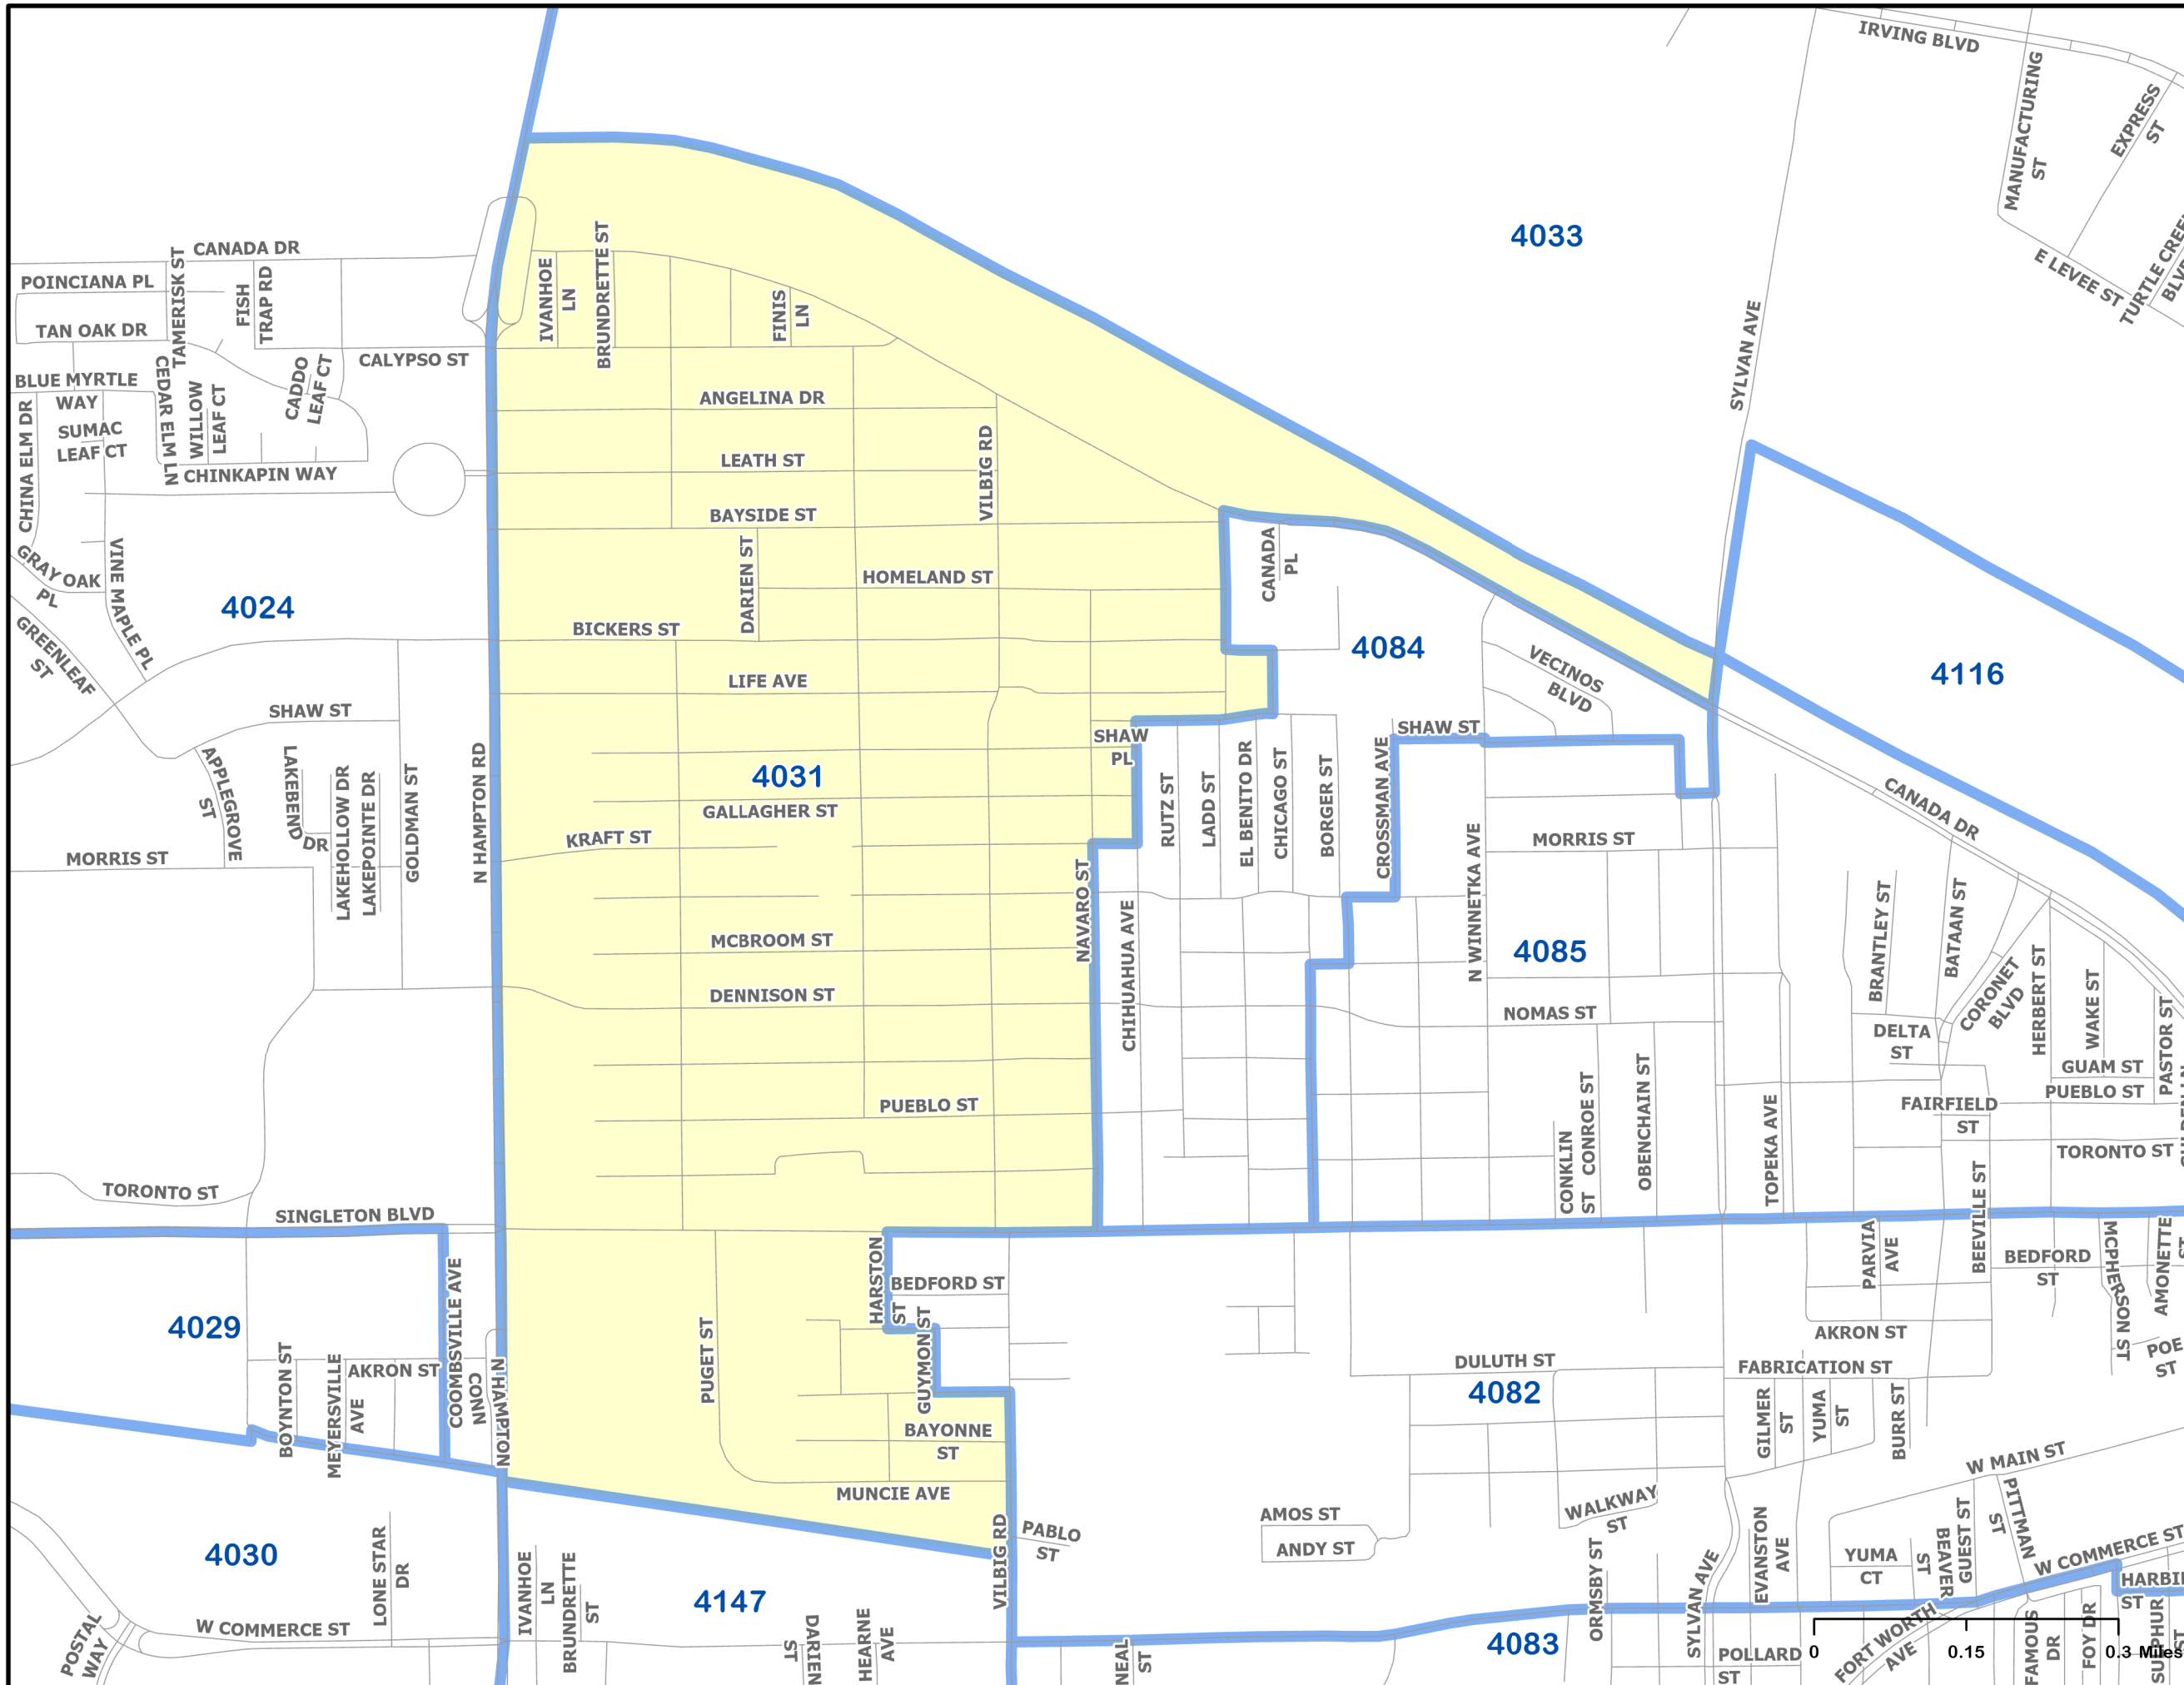 IRVING BLVD
MANUFACTURING
ST
EXPRESS
ST
E LEVEE ST
TURTLE CREE
BLV
4033
SYLVAN AVE
CANADA DR
POINCIANA PL
TAMERISK ST
FISH
TRAP RD
TAN OAK DR
CALYPSO ST
IVANHOE
LN
BRUNDRETTE ST
FINIS
LN
BLUE MYRTLE
WAY
CEDAR ELM LN
WILLOW
LEAF CT
CADDO
LEAF CT
SUMAC
LEAF CT
CHINA ELM DR
CHINKAPIN WAY
ANGELINA DR
LEATH ST
VILBIG RD
BAYSIDE ST
DARIEN ST
HOMELAND ST
CANADA
PL
GRAY OAK
PL
VINE MAPLE PL
4024
GREENLEAF
ST
BICKERS ST
4084
VECINOS
BLVD
4116
LIFE AVE
SHAW ST
SHAW
PL
SHAW ST
APPLEGROVE
ST
LAKEBEND
DR
LAKEHOLLOW DR
LAKEPOINTE DR
GOLDMAN ST
N HAMPTON RD
4031
GALLAGHER ST
KRAFT ST
RUTZ ST
LADD ST
EL BENITO DR
CHICAGO ST
BORGER ST
CROSSMAN AVE
N WINNETKA AVE
MORRIS ST
CANADA DR
MORRIS ST
NAVARO ST
CHIHUAHUA AVE
MCBROOM ST
4085
BRANTLEY ST
BATAAN ST
CORONET
BLVD
HERBERT ST
WAKE ST
PASTOR ST
DENNISON ST
NOMAS ST
DELTA
ST
GUAM ST
PUEBLO ST
PUEBLO ST
FAIRFIELD
ST
CONKLIN
ST
CONROE ST
OBENCHAIN ST
TOPEKA AVE
TORONTO ST
TORONTO ST
BEEVILLE ST
SINGLETON BLVD
HARSTON
ST
BEDFORD ST
PARVIA
AVE
BEDFORD
ST
MCPHERSON ST
AMONETTE
ST
4029
COOMBSVILLE AVE
CONN
N HAMPTON
PUGET ST
GUYMON ST
AKRON ST
POE
ST
BOYNTON ST
MEYERSVILLE
AVE
AKRON ST
DULUTH ST
4082
FABRICATION ST
GILMER
ST
YUMA
ST
BURR ST
BAYONNE
ST
W MAIN ST
MUNCIE AVE
4030
LONE STAR
DR
VILBIG RD
PABLO
ST
AMOS ST
ANDY ST
WALKWAY
ST
EVANSTON
AVE
PITTMAN
ST
GUEST ST
BEAVER
ST
YUMA
CT
W COMMERCE ST
HARBI
ST
IVANHOE
LN
BRUNDRETTE
ST
4147
ORMSBY ST
SYLVAN AVE
W COMMERCE ST
POSTAL
WAY
DARIEN
ST
HEARNE
AVE
NEAL
ST
4083
POLLARD
ST
FORT WORTH
AVE
FAMOUS
DR
FOY DR
SULPHUR
ST
0 0.15 0.3 Miles